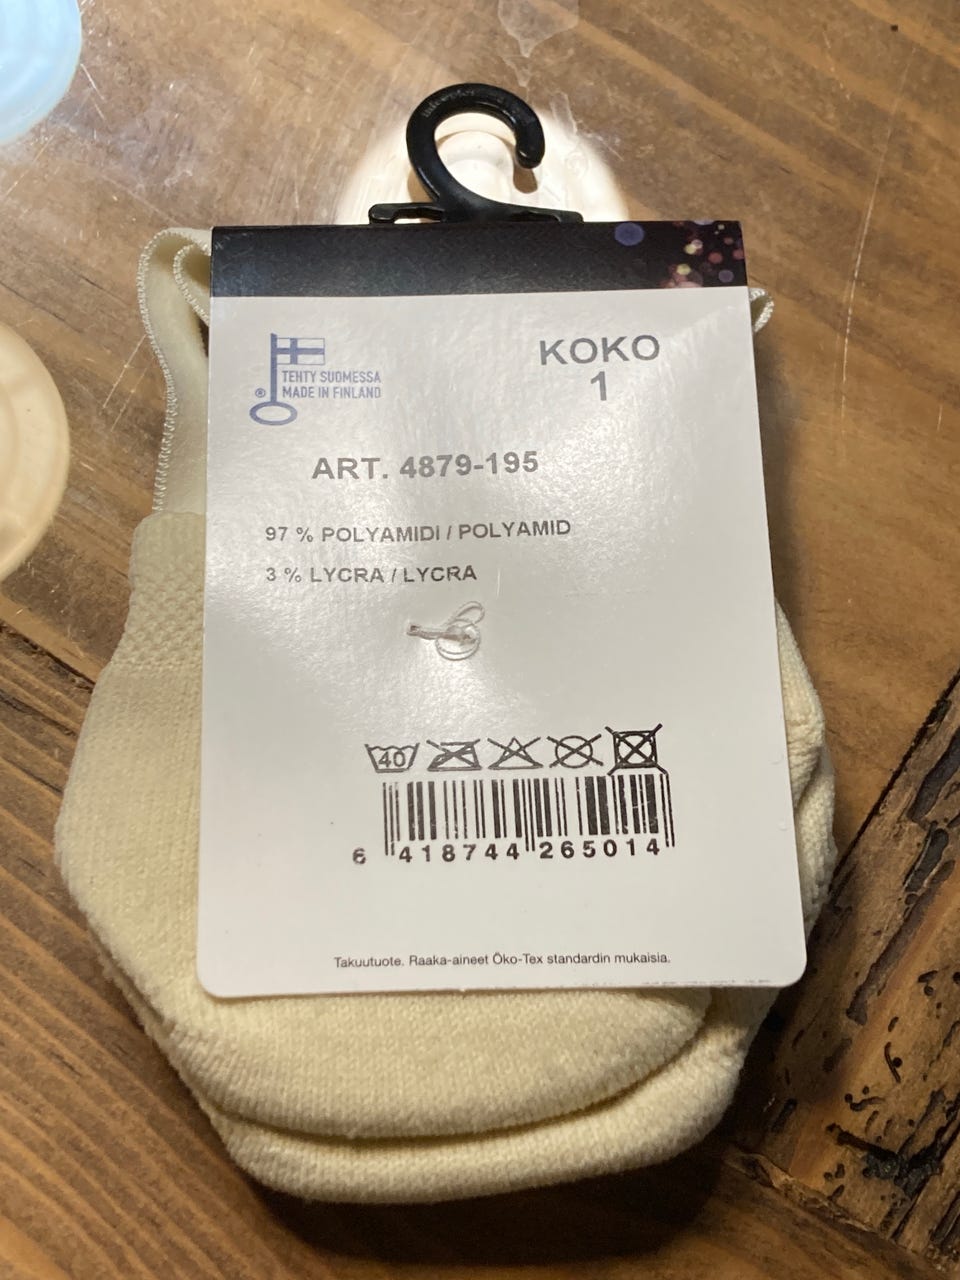 TEHTY SUOMESSA
® MADE IN FINLAND
KOKO
1
ART. 4879-195
97 % POLYAMIDI / POLYAMID
3 % LYCRA / LYCRA
40
6 418744 265014
Takuutuote. Raaka-aineet Öko-Tex standardin mukaisia.